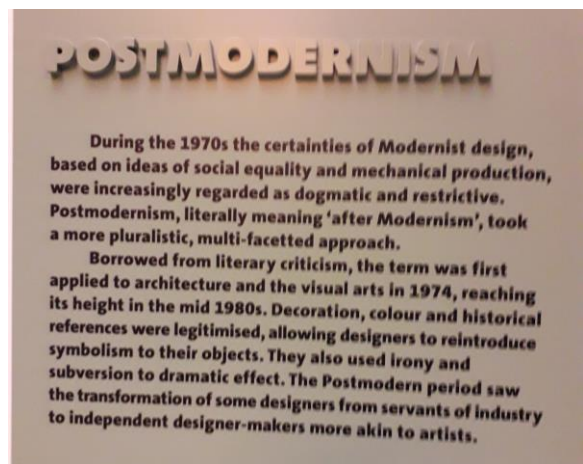 POSTMODERNISM
During the 1970s the certainties of Modernist design,
based on ideas of social equality and mechanical production,
were increasingly regarded as dogmatic and restrictive.
Postmodernism, literally meaning ‘after Modernism’, took
a more pluralistic, multi-facetted approach.
Borrowed from literary criticism, the term was first
applied to architecture and the visual arts in 1974, reaching
its height in the mid 1980s. Decoration, colour and historical
references were legitimised, allowing designers to reintroduce
symbolism to their objects. They also used irony and
subversion to dramatic effect. The Postmodern period saw
the transformation of some designers from servants of industry
to independent designer-makers more akin to artists.